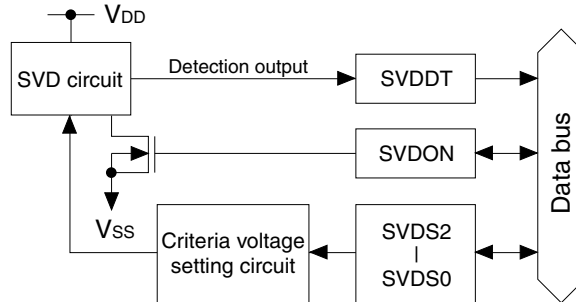 VDD
SVD circuit
Detection output
SVDDT
SVDON
Data bus
VSS
Criteria voltage
setting circuit
SVDS2
|
SVDS0